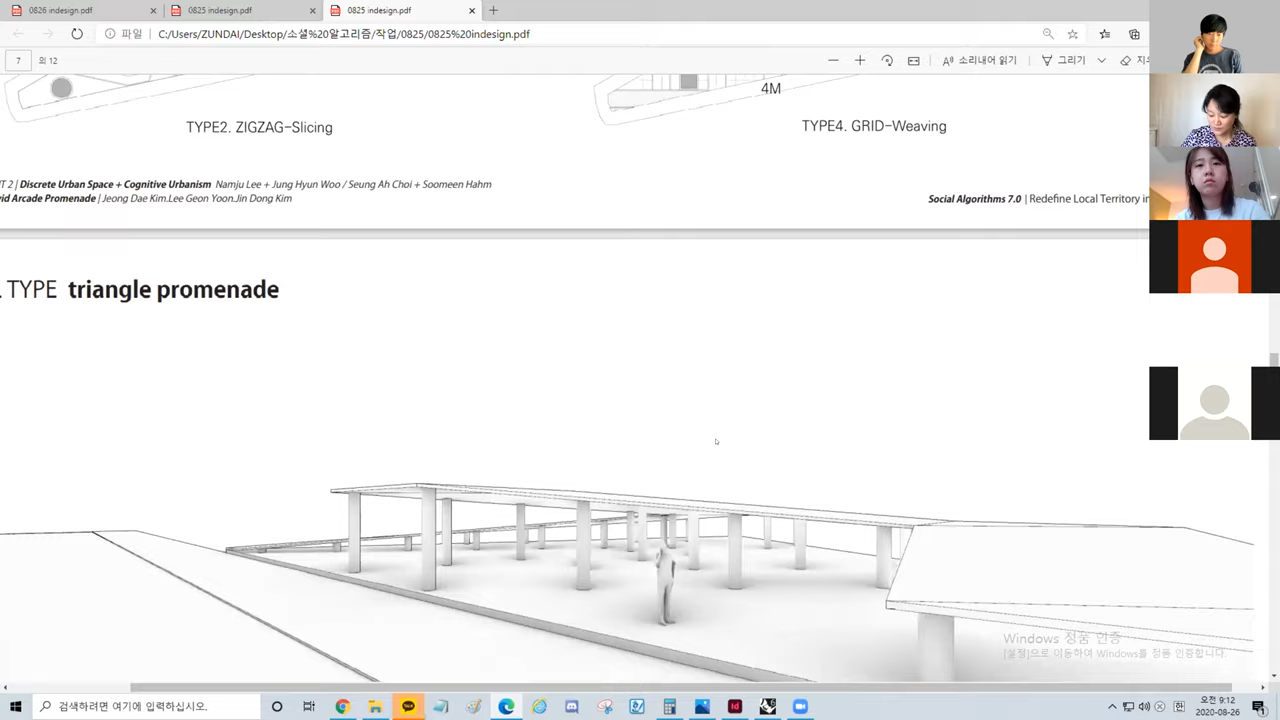 0826 indesign.pdf
0825 indesign.pdf
0825 indesign.pdf
파일 C:/Users/ZUNDAI/Desktop/소셜%20알고리즘/작업/0825/0825%20indesign.pdf
7 의 12
소리내어 읽기
그리기
4M
TYPE2. ZIGZAG-Slicing
TYPE4. GRID-Weaving
T 2 | Discrete Urban Space + Cognitive Urbanism Namju Lee + Jung Hyun Woo / Seung Ah Choi + Soomeen Hahm
vid Arcade Promenade | Jeong Dae Kim.Lee Geon Yoon.Jin Dong Kim
Social Algorithms 7.0 | Redefine Local Territory in
TYPE triangle promenade
Windows 정품 인증
[설정]으로 이동하여 Windows를 정품 인증합니다.
검색하려면 여기에 입력하십시오.
오전 9:12
2020-08-26